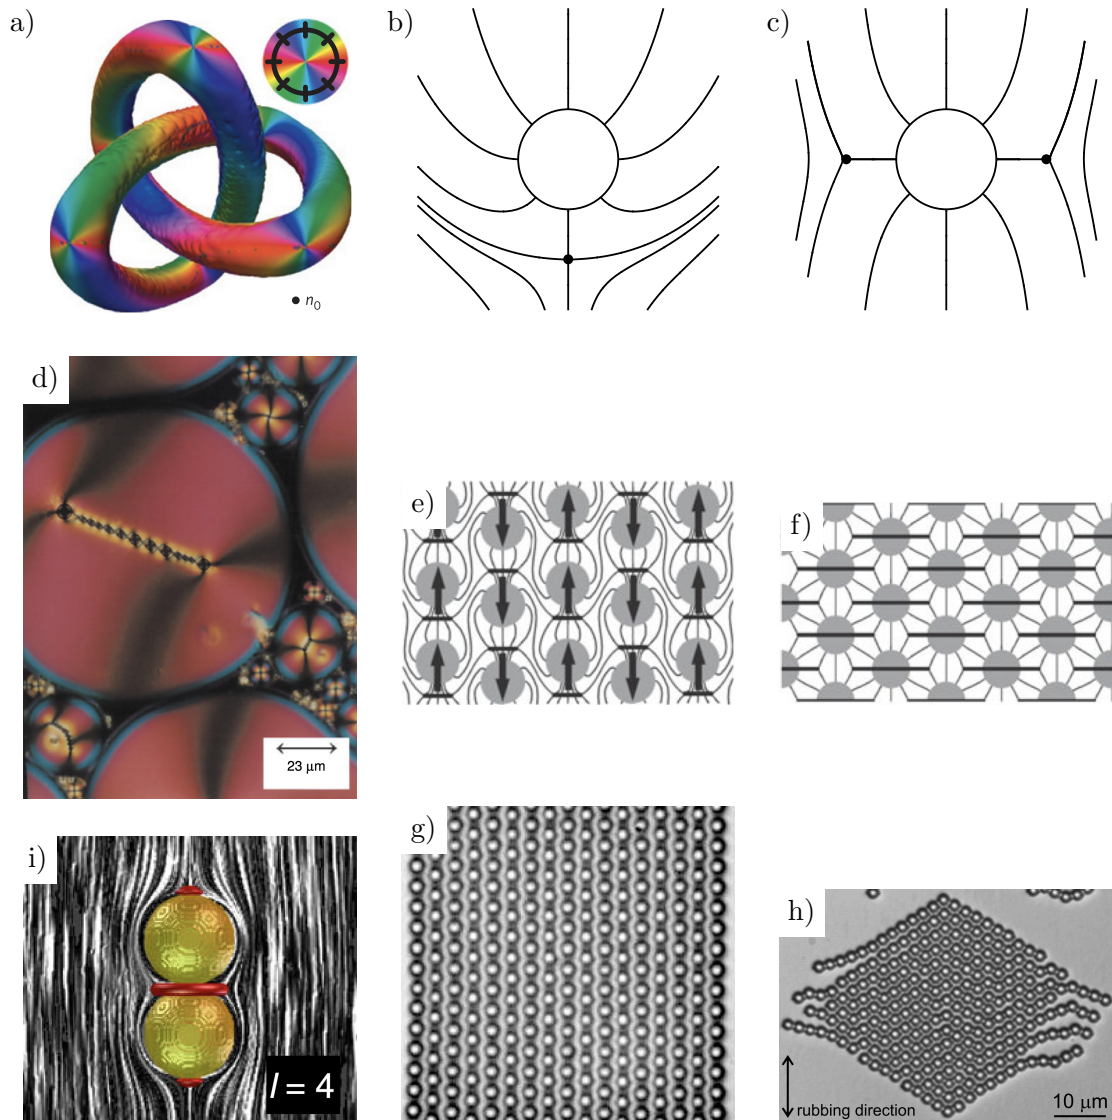 a)
n₀
b)
c)
d)
23 μm
e)
f)
i)
l = 4
g)
h)
rubbing direction
10 μm